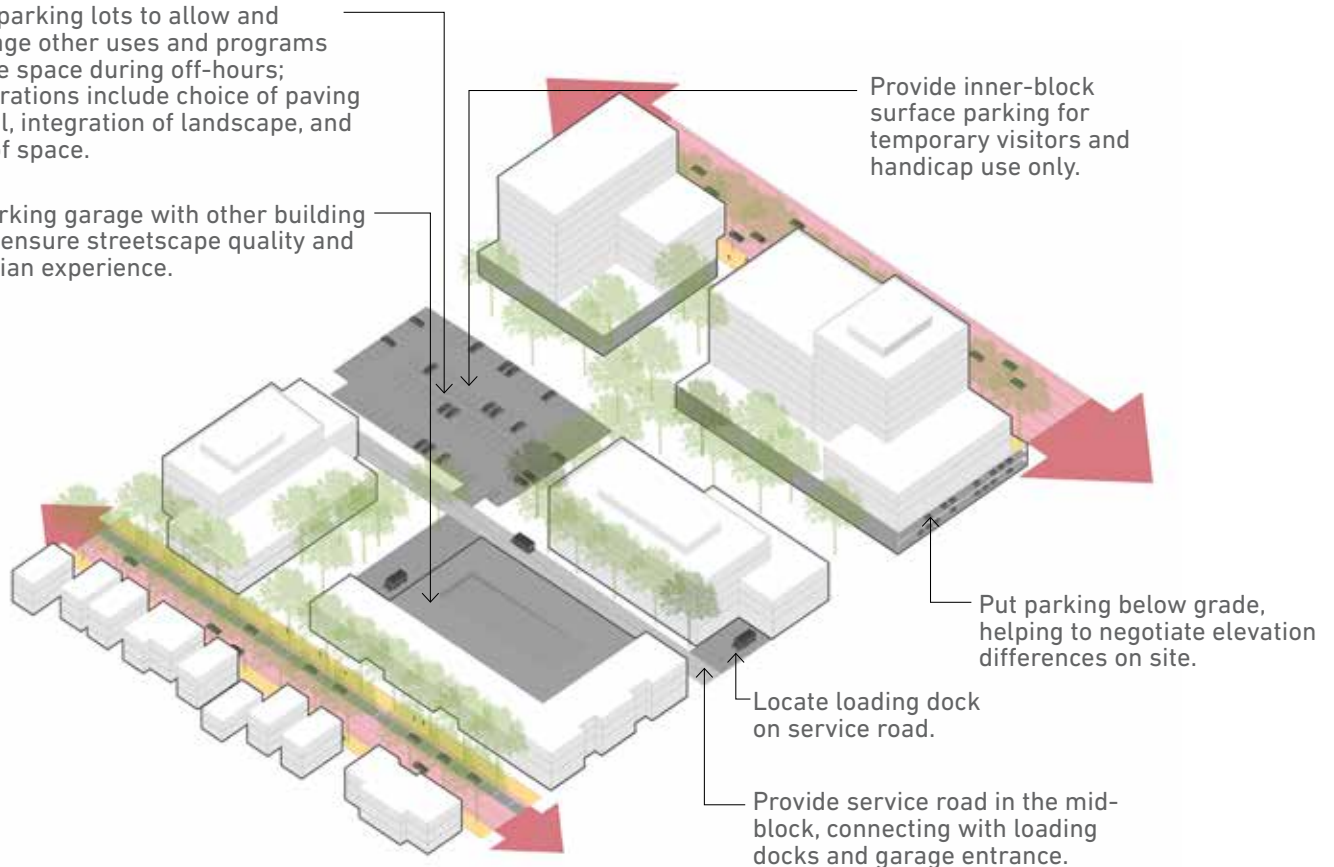 parking lots to allow and
age other uses and programs
e space during off-hours;
rations include choice of paving
l, integration of landscape, and
of space.
rking garage with other building
ensure streetscape quality and
ian experience.
Provide inner-block
surface parking for
temporary visitors and
handicap use only.
Put parking below grade,
helping to negotiate elevation
differences on site.
Locate loading dock
on service road.
Provide service road in the mid-
block, connecting with loading
docks and garage entrance.